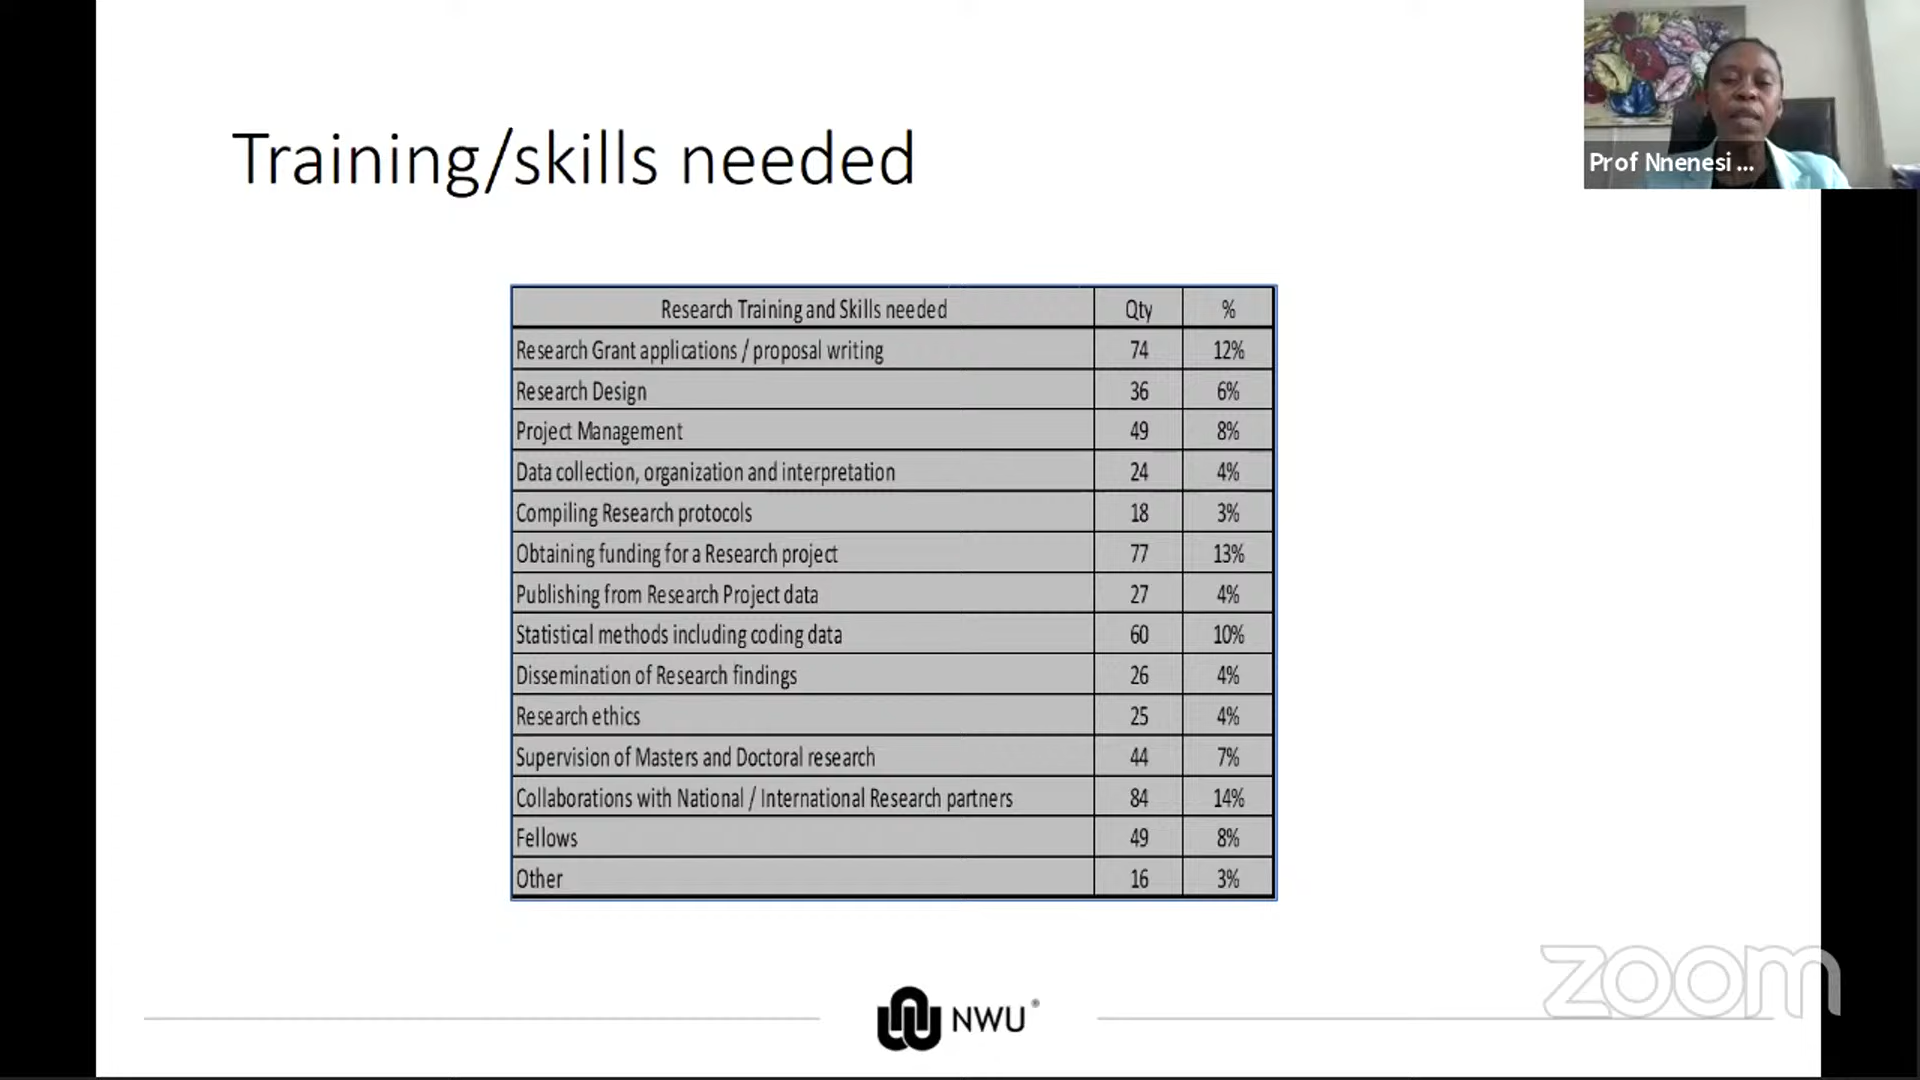 Training/skills needed
Prof Nnenesi ...
Research Training and Skills needed Qty %
Research Grant applications / proposal writing 74 12%
Research Design 36 6%
Project Management 49 8%
Data collection, organization and interpretation 24 4%
Compiling Research protocols 18 3%
Obtaining funding for a Research project 77 13%
Publishing from Research Project data 27 4%
Statistical methods including coding data 60 10%
Dissemination of Research findings 26 4%
Research ethics 25 4%
Supervision of Masters and Doctoral research 44 7%
Collaborations with National / International Research partners 84 14%
Fellows 49 8%
Other 16 3%
zoom
NWU®